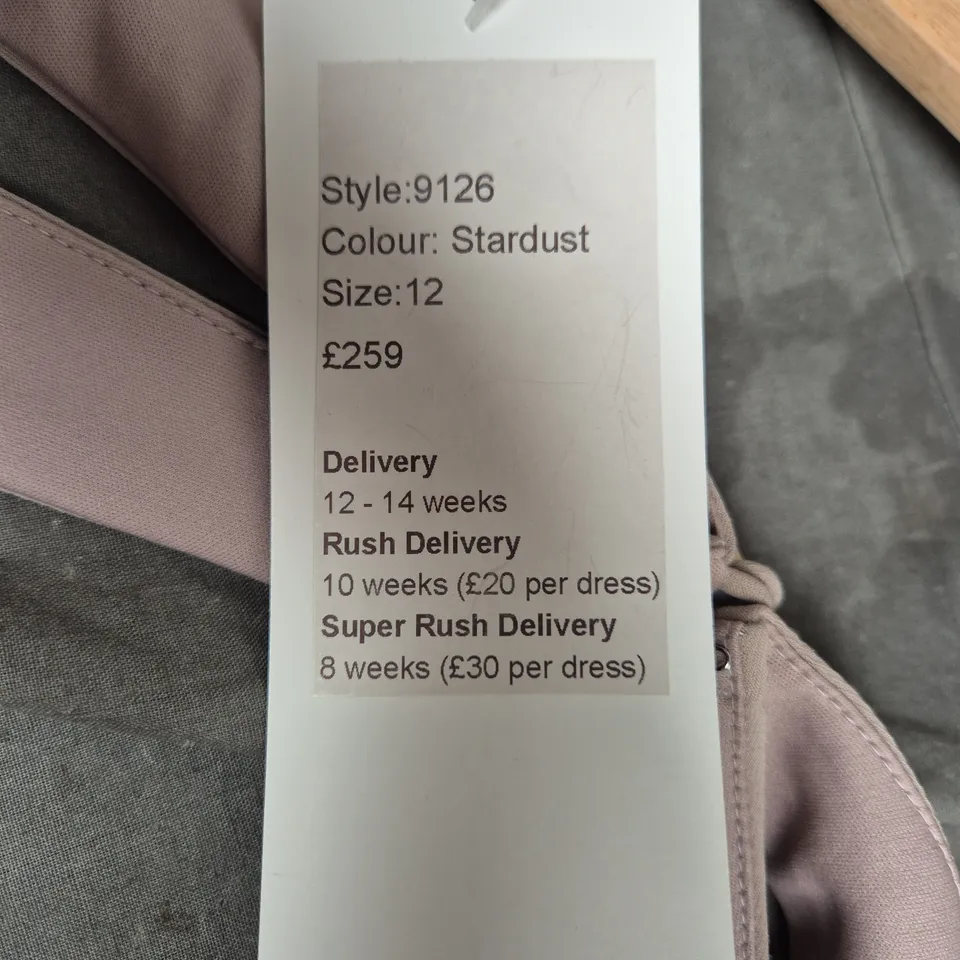 Style:9126
Colour: Stardust
Size:12
£259
Delivery
12 - 14 weeks
Rush Delivery
10 weeks (£20 per dress)
Super Rush Delivery
8 weeks (£30 per dress)